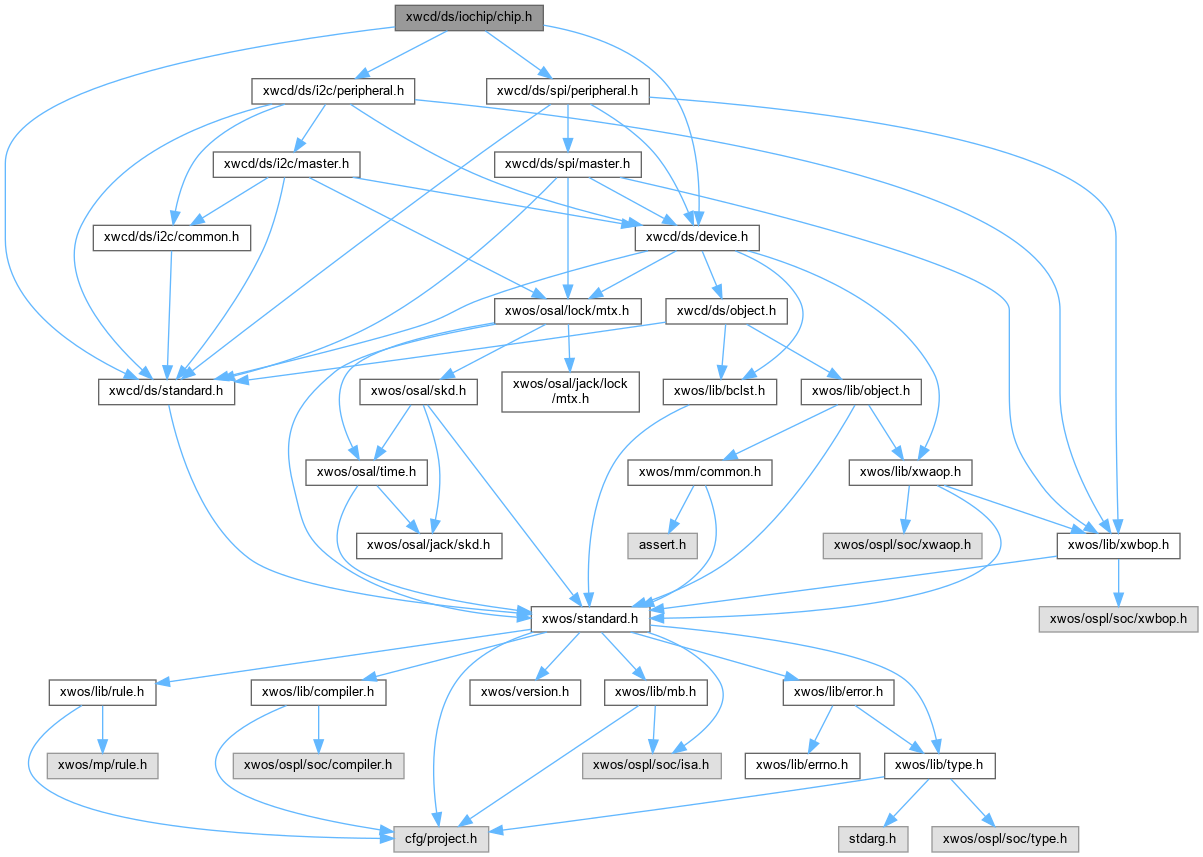 xwcd/ds/iochip/chip.h
xwcd/ds/i2c/peripheral.h
xwcd/ds/spi/peripheral.h
xwcd/ds/i2c/master.h
xwcd/ds/spi/master.h
xwcd/ds/i2c/common.h
xwcd/ds/device.h
xwos/osal/lock/mtx.h
xwcd/ds/object.h
xwcd/ds/standard.h
xwos/osal/skd.h
xwos/osal/jack/lock
/mtx.h
xwos/lib/bclst.h
xwos/lib/object.h
xwos/osal/time.h
xwos/mm/common.h
xwos/lib/xwaop.h
xwos/osal/jack/skd.h
assert.h
xwos/ospl/soc/xwaop.h
xwos/lib/xwbop.h
xwos/standard.h
xwos/ospl/soc/xwbop.h
xwos/lib/rule.h
xwos/lib/compiler.h
xwos/version.h
xwos/lib/mb.h
xwos/lib/error.h
xwos/mp/rule.h
xwos/ospl/soc/compiler.h
xwos/ospl/soc/isa.h
xwos/lib/errno.h
xwos/lib/type.h
cfg/project.h
stdarg.h
xwos/ospl/soc/type.h